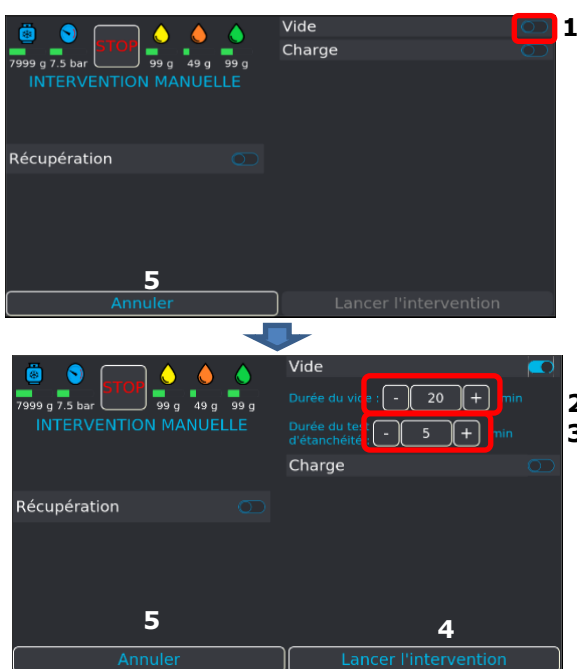 Vide
1
STOP
Charge
7999 g 7.5 bar 99 g 49 g 99 g
INTERVENTION MANUELLE
Récupération
5
Annuler
Lancer l'intervention
Vide
STOP
Durée du vide : - 20 + min
2
7999 g 7.5 bar 99 g 49 g 99 g
INTERVENTION MANUELLE
Durée du test
d'étanchéité - 5 + min
3
Charge
Récupération
5
4
Annuler
Lancer l'intervention